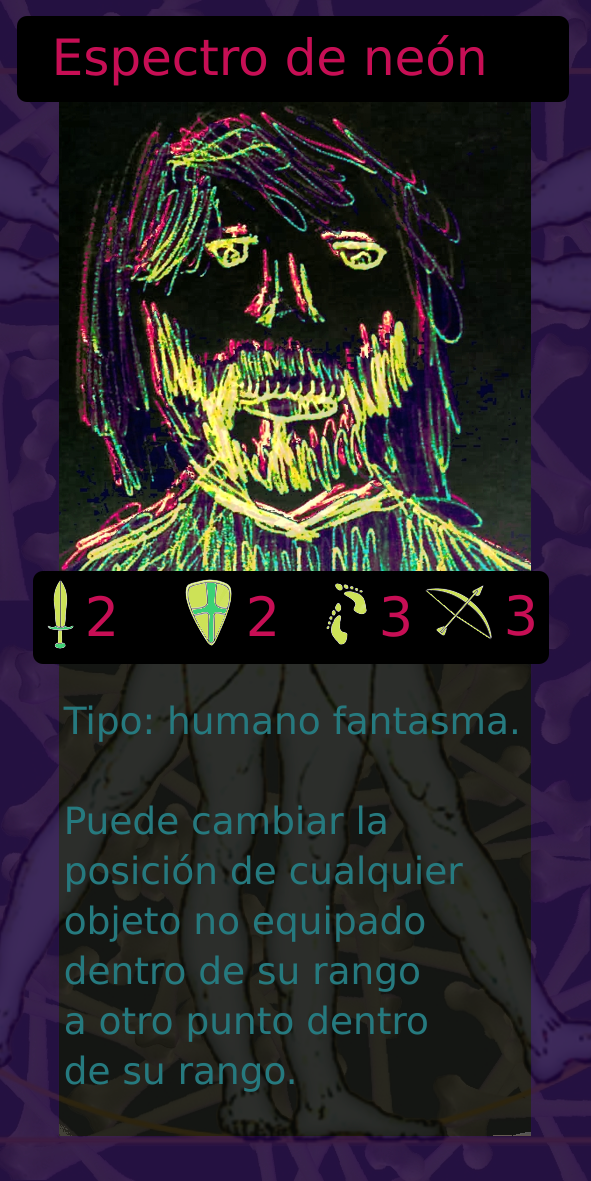 Espectro de neón
2 2 3 3
Tipo: humano fantasma.
Puede cambiar la
posición de cualquier
objeto no equipado
dentro de su rango
a otro punto dentro
de su rango.